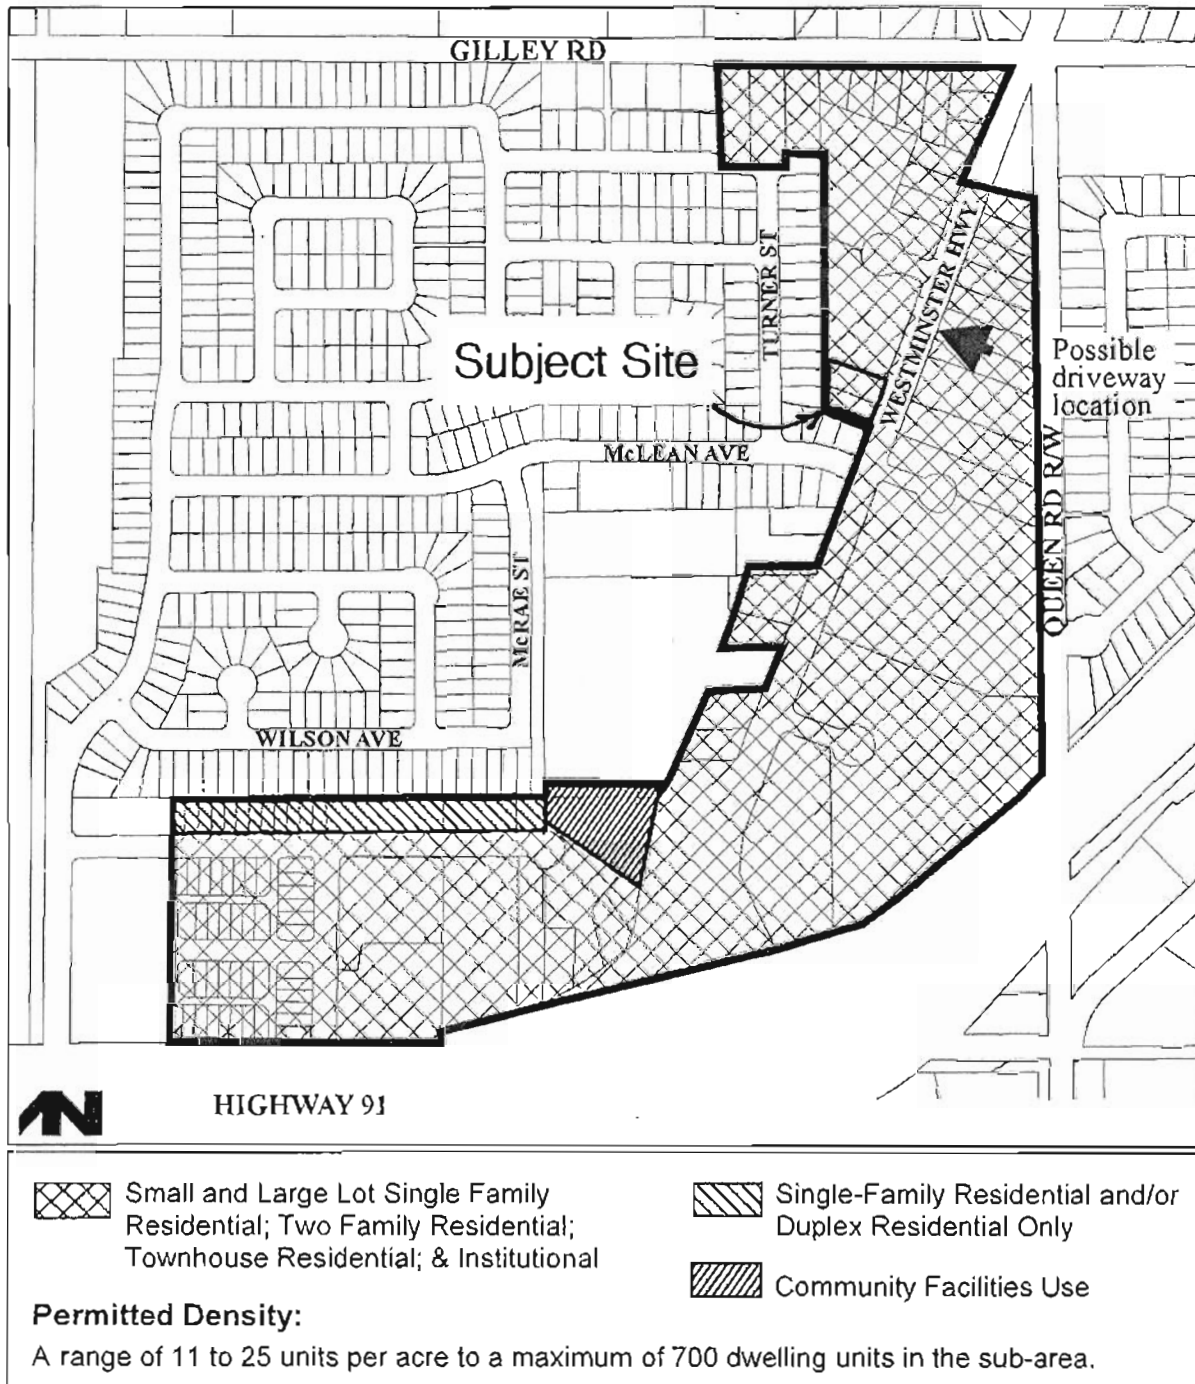 GILLEY RD
TURNER ST
WESTMINSTER HWY
Subject Site
Possible
driveway
location
McLEAN AVE
QUEEN RD R/W
McRAE ST
WILSON AVE
HIGHWAY 91
N
Small and Large Lot Single Family
Residential; Two Family Residential;
Townhouse Residential; & Institutional
Single-Family Residential and/or
Duplex Residential Only
Community Facilities Use
Permitted Density:
A range of 11 to 25 units per acre to a maximum of 700 dwelling units in the sub-area.